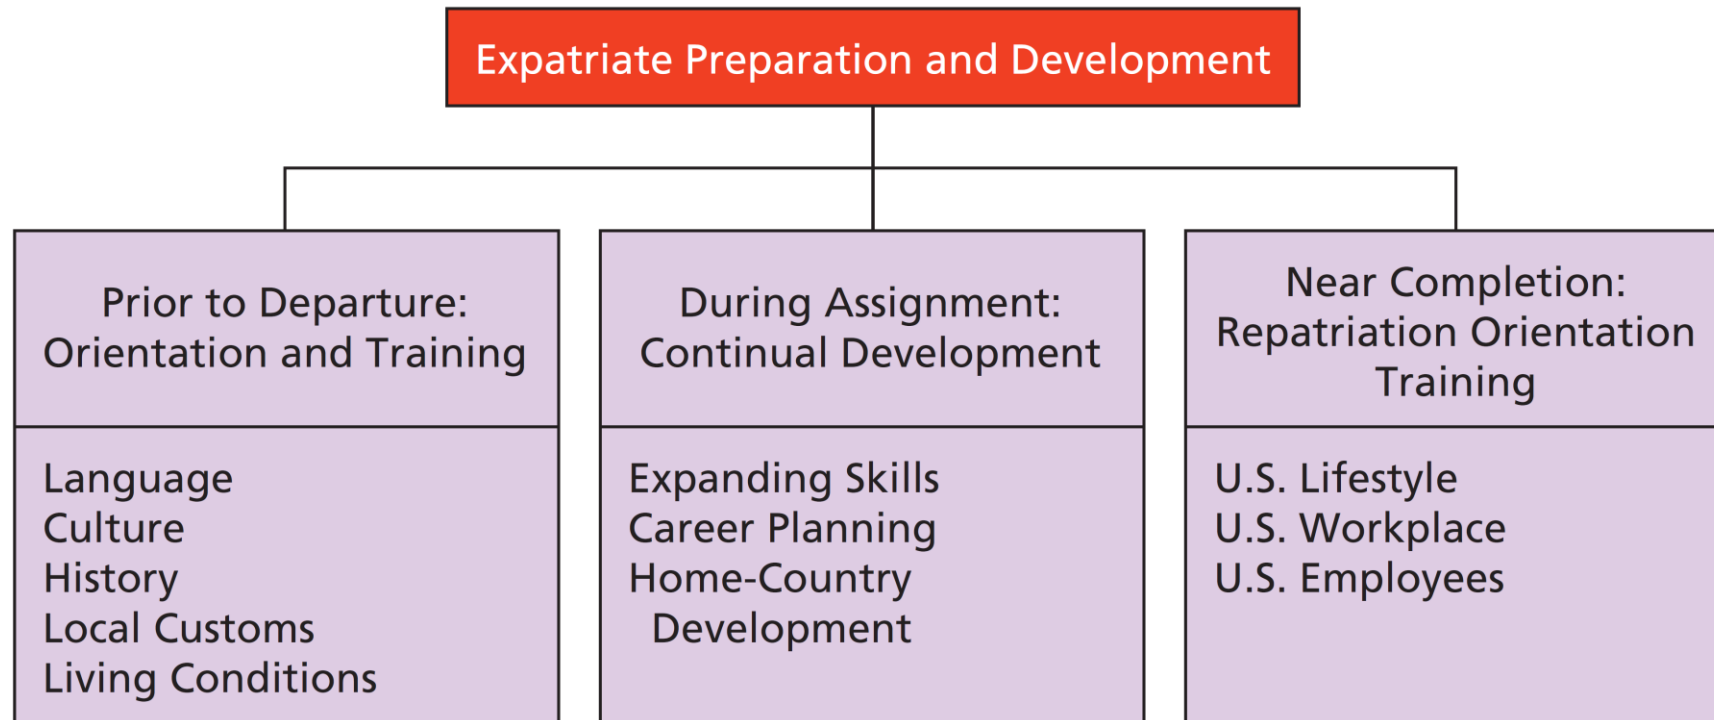 Expatriate Preparation and Development
Prior to Departure:
Orientation and Training
Language
Culture
History
Local Customs
Living Conditions
During Assignment:
Continual Development
Expanding Skills
Career Planning
Home-Country
Development
Near Completion:
Repatriation Orientation
Training
U.S. Lifestyle
U.S. Workplace
U.S. Employees